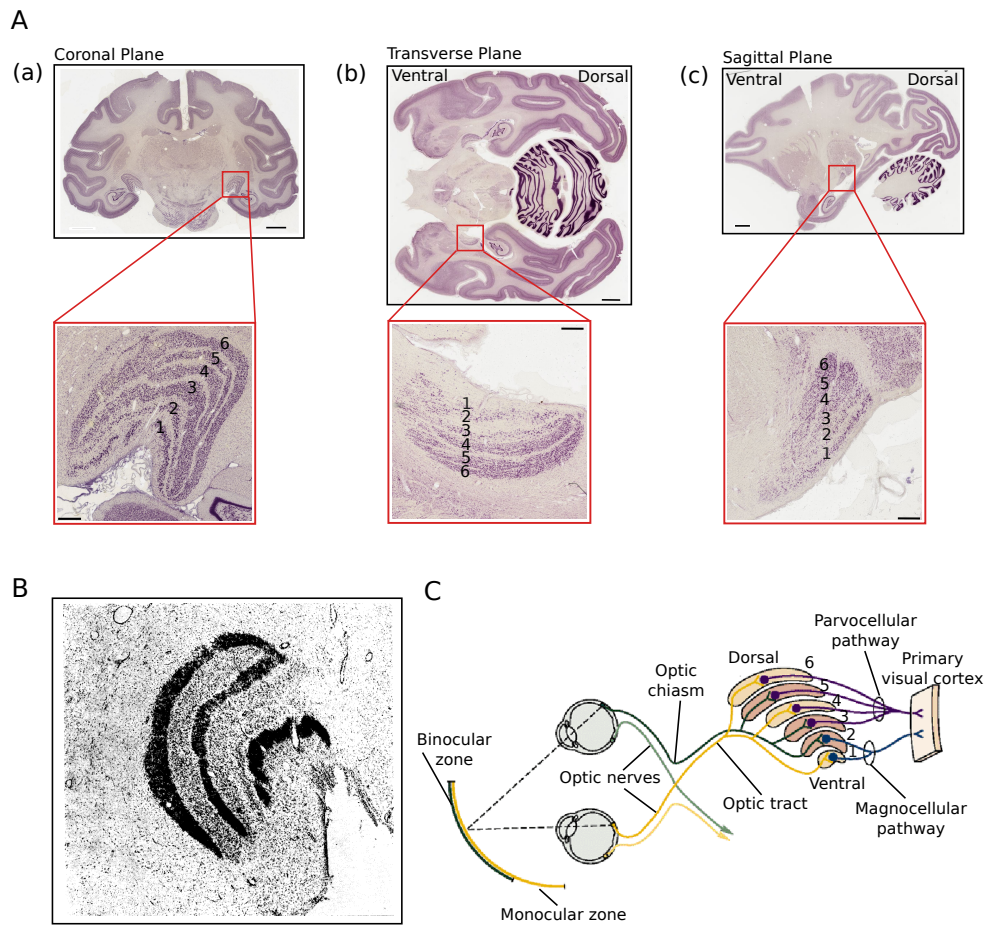 A
Coronal Plane
(a)
Transverse Plane
(b)
Ventral
Dorsal
Sagittal Plane
(c)
Ventral
Dorsal
6
5
4
3
2
1
1
2
3
4
5
6
6
5
4
3
2
1
B
C
Parvocellular
pathway
Primary
visual cortex
Dorsal
6
5
4
3
2
1
Optic
chiasm
Binocular
zone
Optic nerves
Ventral
Optic tract
Magnocellular
pathway
Monocular zone